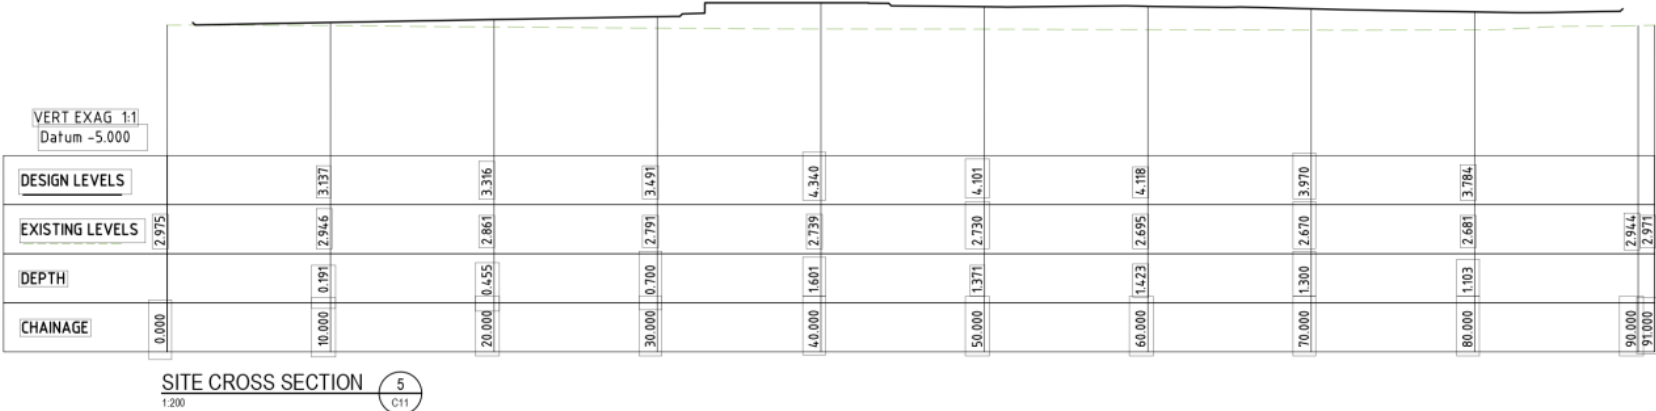 VERT EXAG 1:1
Datum -5.000
DESIGN LEVELS 3.137 3.316 3.491 4.340 4.101 4.118 3.970 3.784
EXISTING LEVELS 2.975 2.946 2.861 2.791 2.739 2.730 2.695 2.670 2.681 2.944 2.971
DEPTH 0.191 0.455 0.700 1.601 1.371 1.423 1.300 1.103
CHAINAGE 0.000 10.000 20.000 30.000 40.000 50.000 60.000 70.000 80.000 90.000 91.000
SITE CROSS SECTION 5
1:200 C11